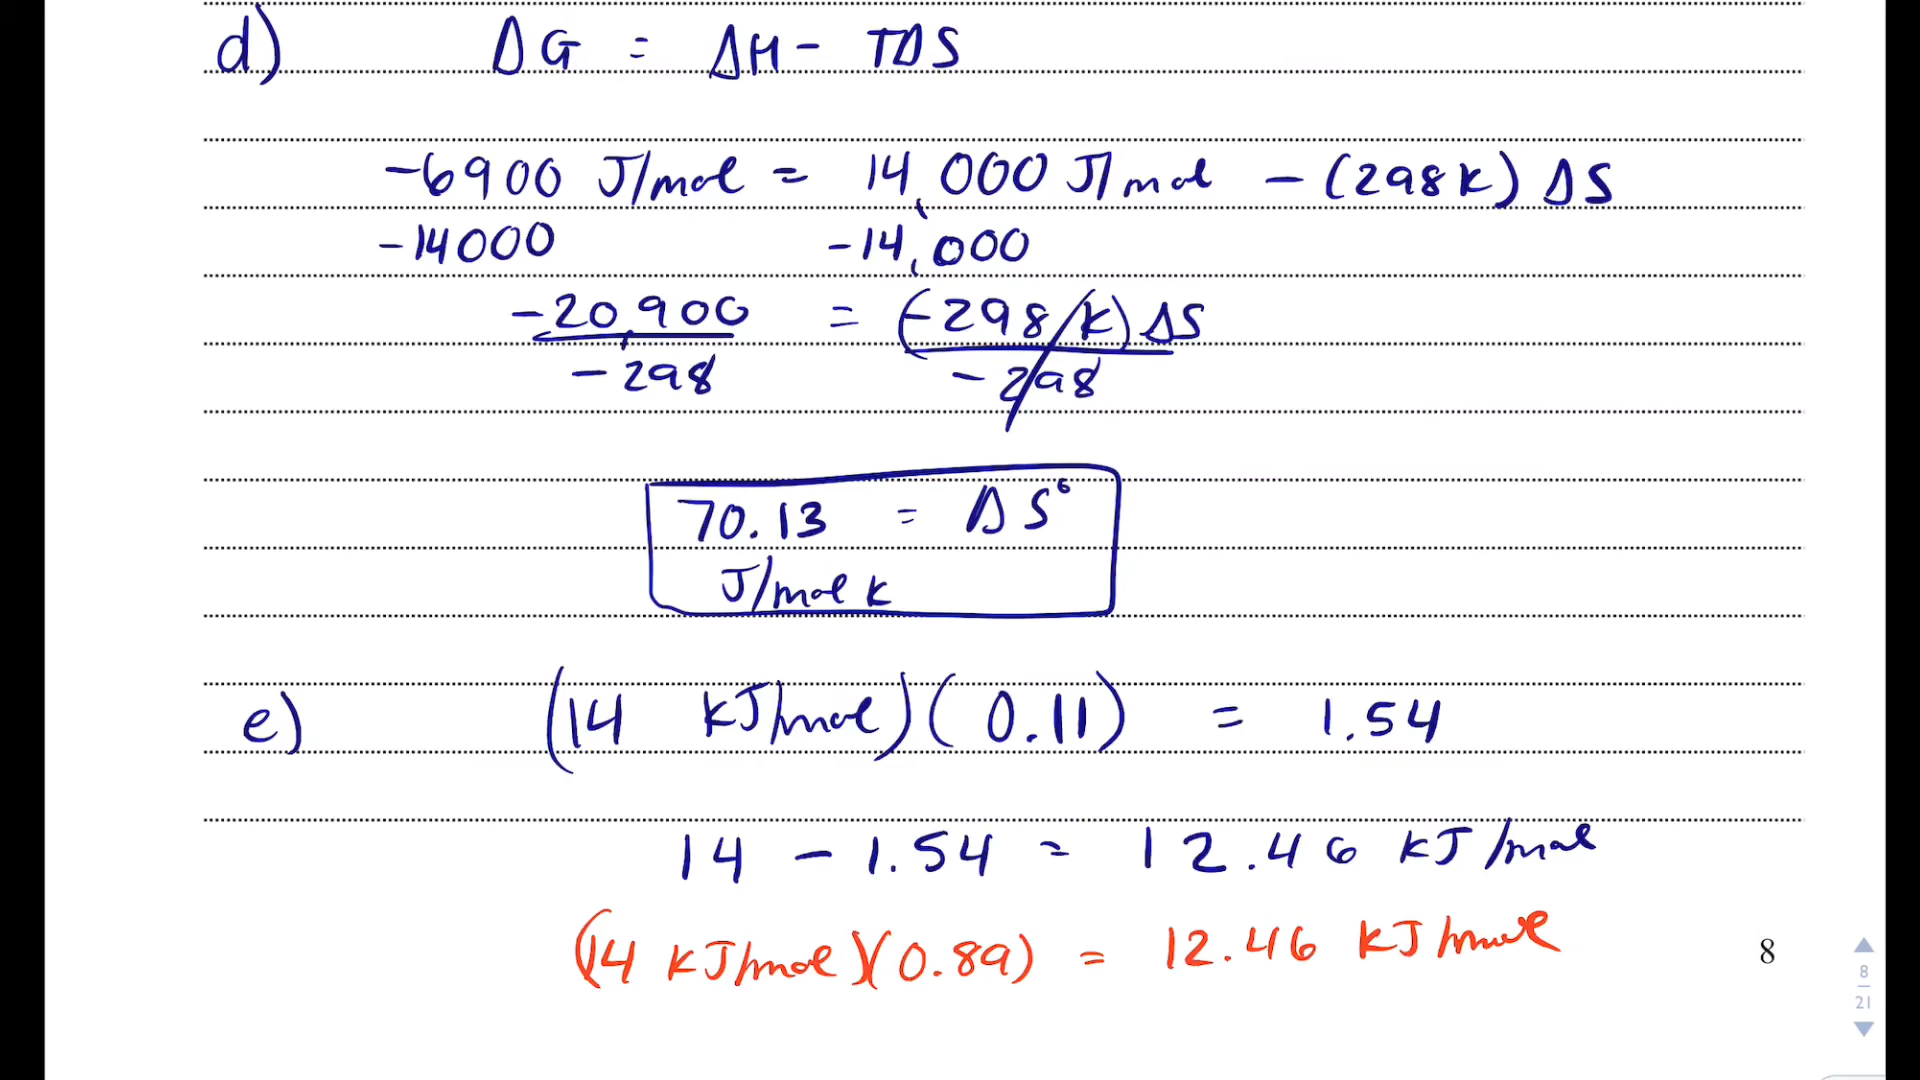 d) ΔG = ΔH - TΔS
-6900 J/mol = 14,000 J/mol - (298K) ΔS
-14000 -14,000
-20,900 = (-298/K) ΔS
-298 -298
70.13 = ΔS°
J/mol K
e) (14 kJ/mol)(0.11) = 1.54
14 - 1.54 = 12.46 kJ/mol
(14 kJ/mol)(0.89) = 12.46 kJ/mol
8
8
21